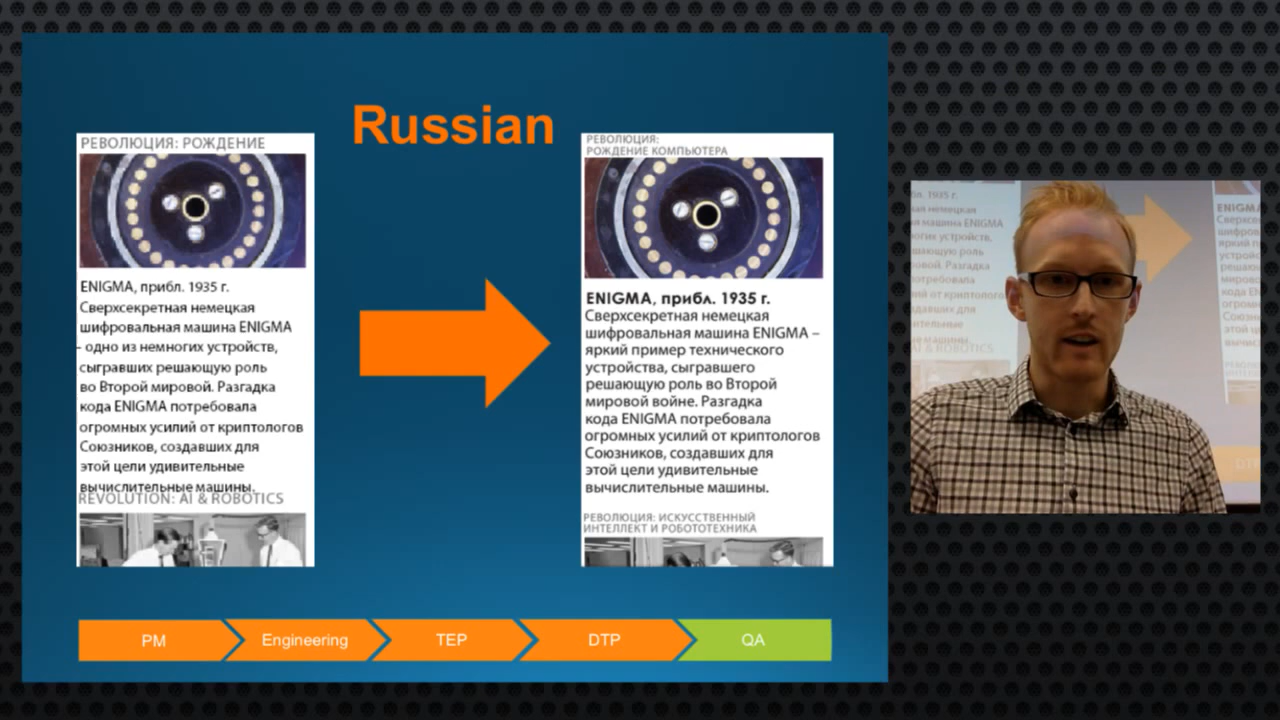 Russian
РЕВОЛЮЦИЯ: РОЖДЕНИЕ
ENIGMA, прибл. 1935 г.
Сверхсекретная немецкая
шифровальная машина ENIGMA
- одно из немногих устройств,
сыгравших решающую роль
во Второй мировой. Разгадка
кода ENIGMA потребовала
огромных усилий от криптологов
Союзников, создавших для
этой цели удивительные
вычислительные машины.
REVOLUTION: AI & ROBOTICS
РЕВОЛЮЦИЯ:
РОЖДЕНИЕ КОМПЬЮТЕРА
ENIGMA, прибл. 1935 г.
Сверхсекретная немецкая
шифровальная машина ENIGMA –
яркий пример технического
устройства, сыгравшего
решающую роль во Второй
мировой войне. Разгадка
кода ENIGMA потребовала
огромных усилий от криптологов
Союзников, создавших для
этой цели удивительные
вычислительные машины.
РЕВОЛЮЦИЯ: ИСКУССТВЕННЫЙ
ИНТЕЛЛЕКТ И РОБОТОТЕХНИКА
PM
Engineering
TEP
DTP
QA